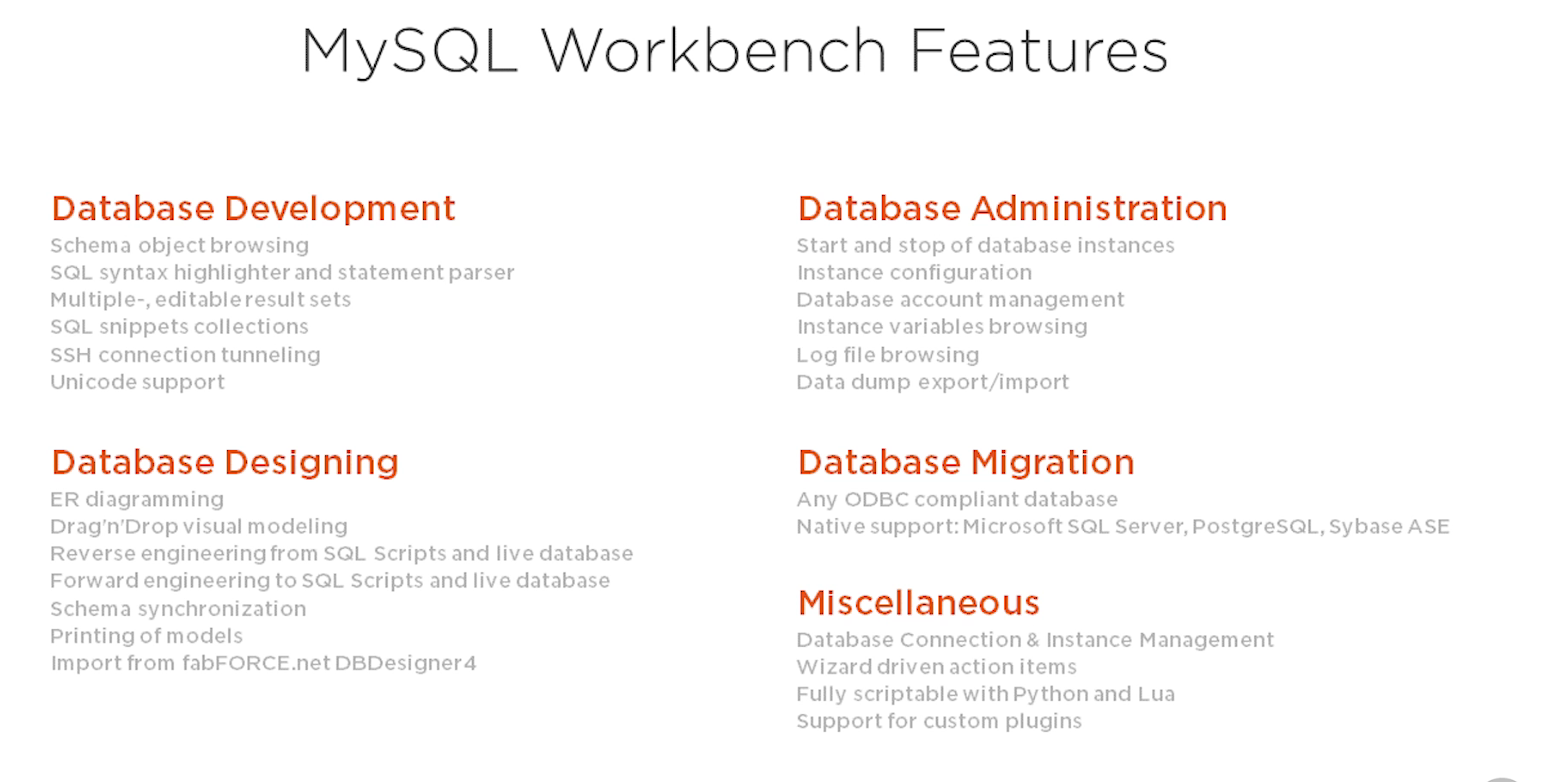 MySQL Workbench Features
Database Development
Schema object browsing
SQL syntax highlighter and statement parser
Multiple-, editable result sets
SQL snippets collections
SSH connection tunneling
Unicode support
Database Designing
ER diagramming
Drag'n'Drop visual modeling
Reverse engineering from SQL Scripts and live database
Forward engineering to SQL Scripts and live database
Schema synchronization
Printing of models
Import from fabFORCE.net DBDesigner4
Database Administration
Start and stop of database instances
Instance configuration
Database account management
Instance variables browsing
Log file browsing
Data dump export/import
Database Migration
Any ODBC compliant database
Native support: Microsoft SQL Server, PostgreSQL, Sybase ASE
Miscellaneous
Database Connection & Instance Management
Wizard driven action items
Fully scriptable with Python and Lua
Support for custom plugins